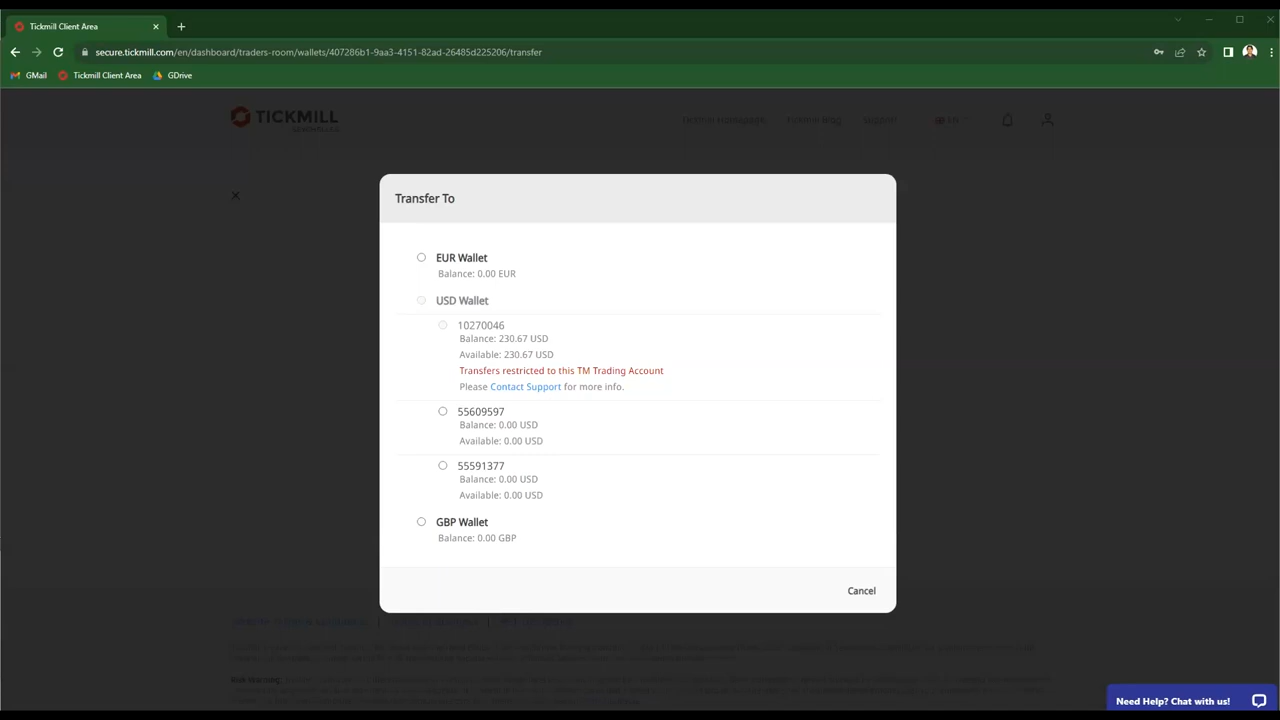 Tickmill Client Area
secure.tickmill.com/en/dashboard/traders-room/wallets/407286b1-9aa3-4151-82ad-26485d225206/transfer
GMail
Tickmill Client Area
GDrive
TICKMILL
Support
EN
Transfer To
EUR Wallet
Balance: 0.00 EUR
USD Wallet
10270046
Balance: 230.67 USD
Available: 230.67 USD
Transfers restricted to this TM Trading Account
Please Contact Support for more info.
55609597
Balance: 0.00 USD
Available: 0.00 USD
55591377
Balance: 0.00 USD
Available: 0.00 USD
GBP Wallet
Balance: 0.00 GBP
Cancel
Risk Warning:
Need Help? Chat with us!